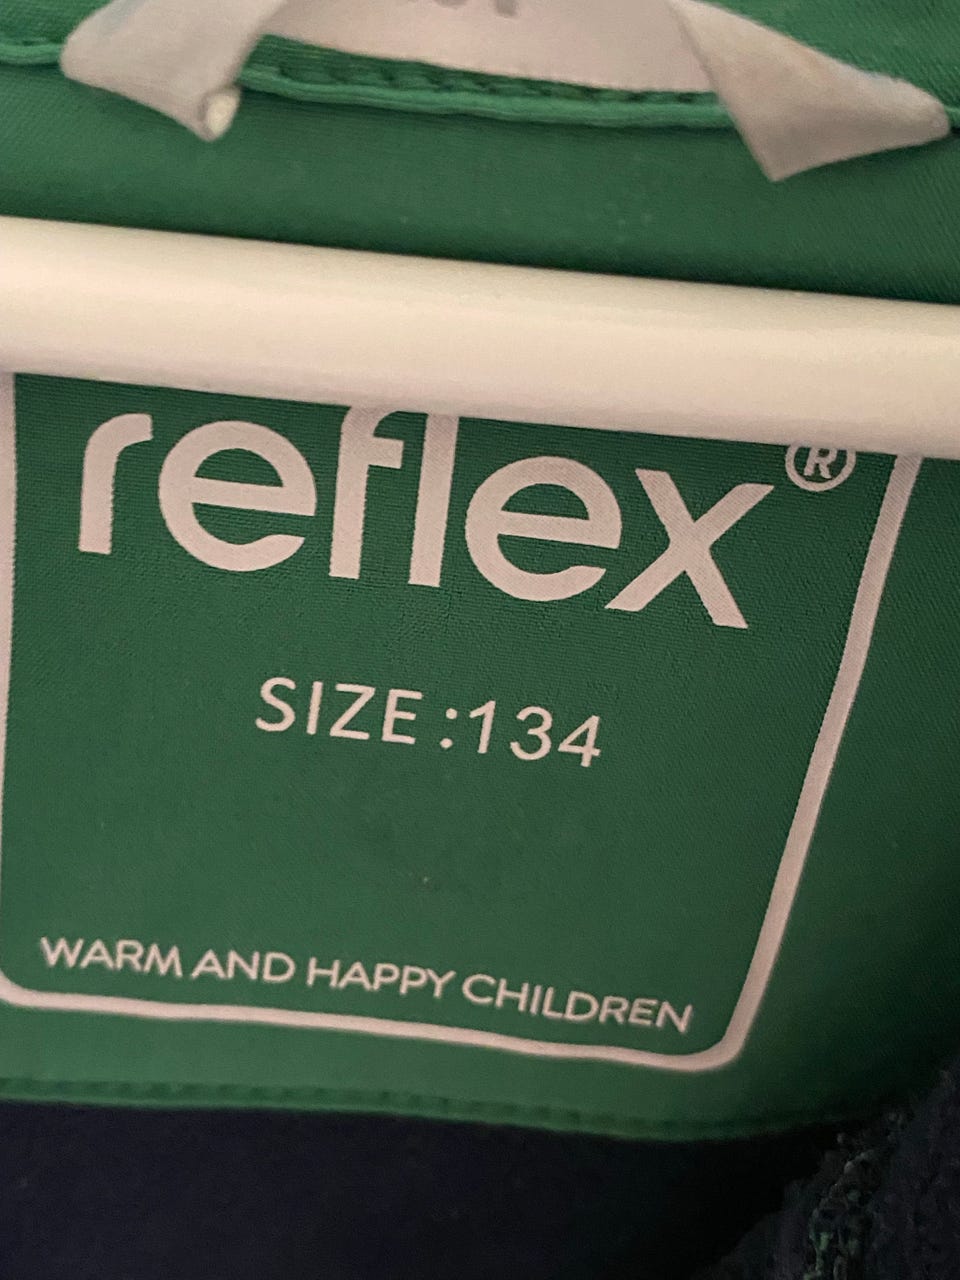 reflex®
SIZE :134
WARM AND HAPPY CHILDREN